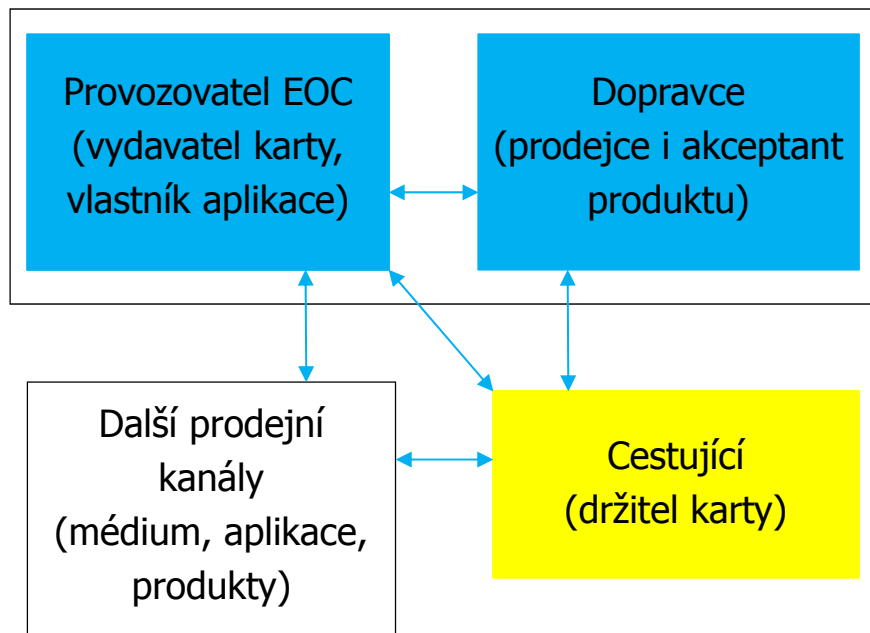 Provozovatel EOC
(vydavatel karty,
vlastník aplikace)
Dopravce
(prodejce i akceptant
produktu)
Další prodejní
kanály
(médium, aplikace,
produkty)
Cestující
(držitel karty)